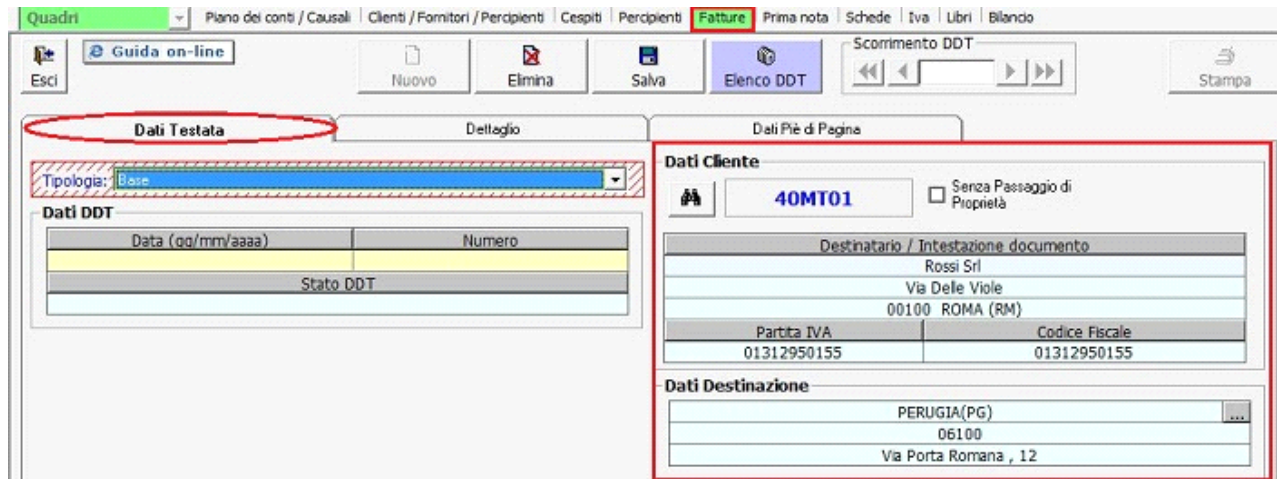 Quadri Piano dei conti / Causali Clienti / Fornitori / Percipienti Cespiti Percipienti Fatture Prima nota Schede Iva Libri Bilancio
Guida on-line
Scorrimento DDT
Esci Nuovo Elimina Salva Elenco DDT Stampa
Dati Testata Dettaglio Dati Piè di Pagina
Tipologia: Base
Dati DDT
Data (gg/mm/aaaa) Numero
Stato DDT
Dati Cliente
40MT01 Senza Passaggio di
Proprietà
Destinatario / Intestazione documento
Rossi Srl
Via Delle Viole
00100 ROMA (RM)
Partita IVA Codice Fiscale
01312950155 01312950155
Dati Destinazione
PERUGIA(PG) ...
06100
Via Porta Romana , 12